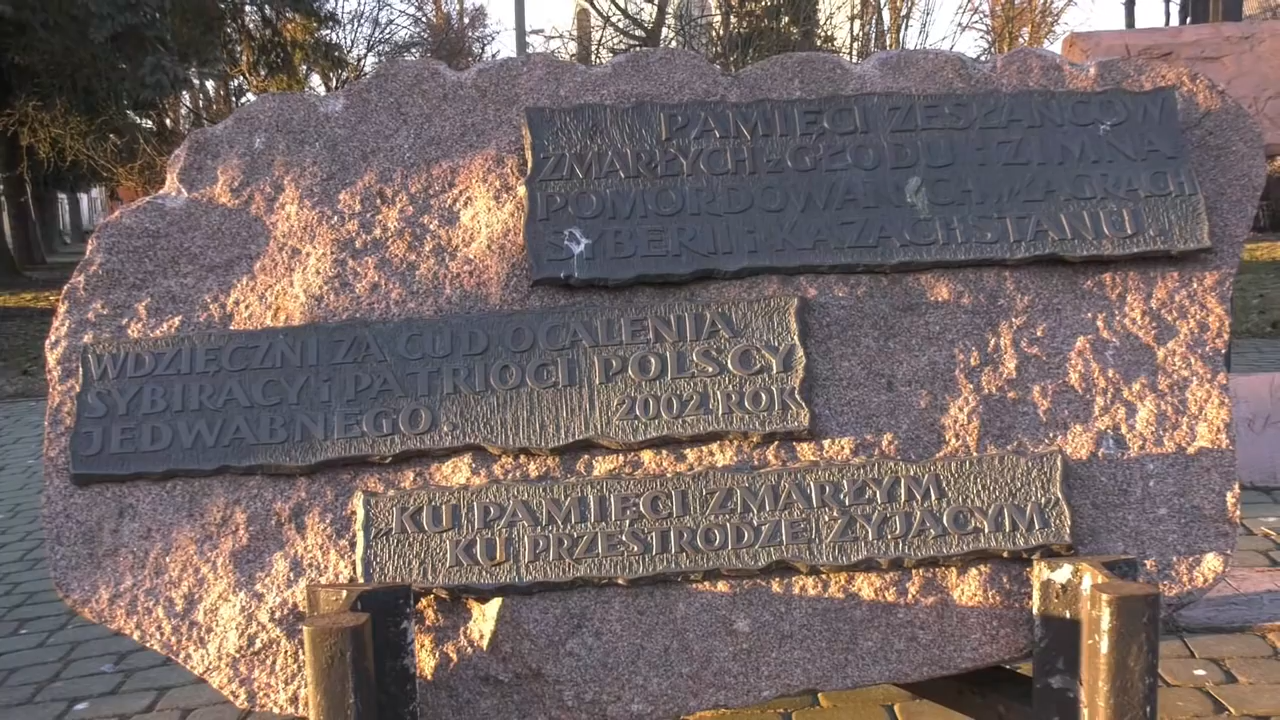 PAMIĘCI ZESŁAŃCÓW
ZMARŁYCH z GŁODU i ZIMNA
POMORDOWANYCH w ŁAGRACH
SYBERII i KAZACHSTANU
WDZIĘCZNI ZA CUD OCALENIA
SYBIRACY i PATRIOCI POLSCY
JEDWABNEGO. 2002 ROK
„KU PAMIĘCI ZMARŁYM
KU PRZESTRODZE ŻYJĄCYM"